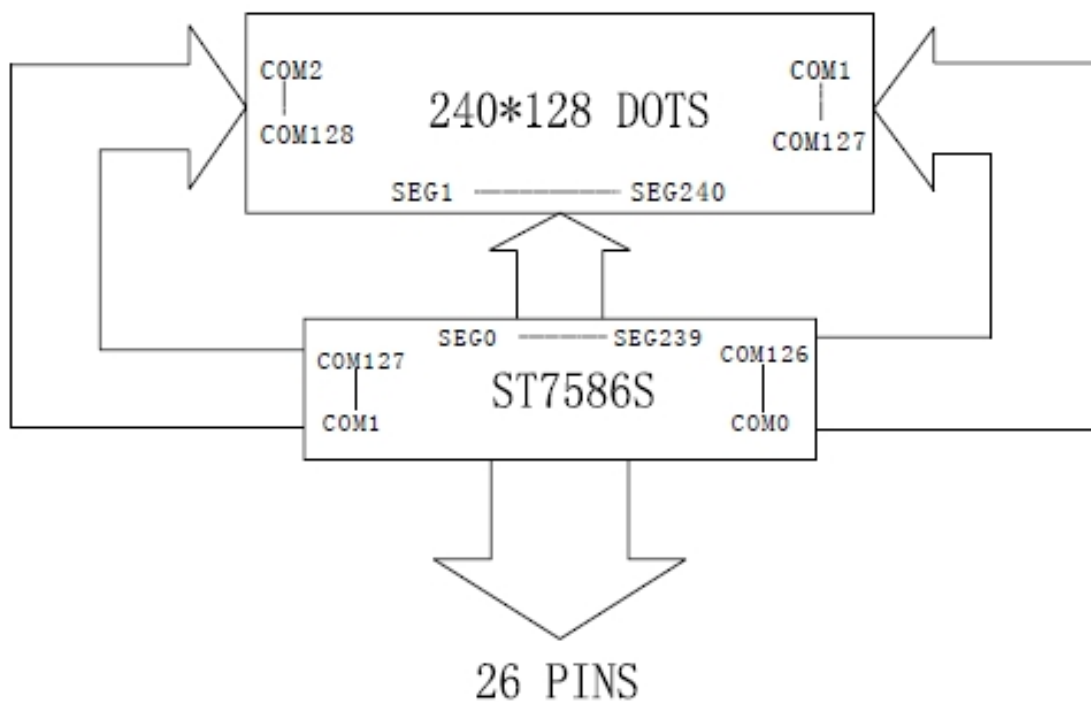 COM2 COM1
240*128 DOTS
COM128 COM127
SEG1 SEG240
SEG0 SEG239
COM127 COM126
ST7586S
COM1 COM0
26 PINS